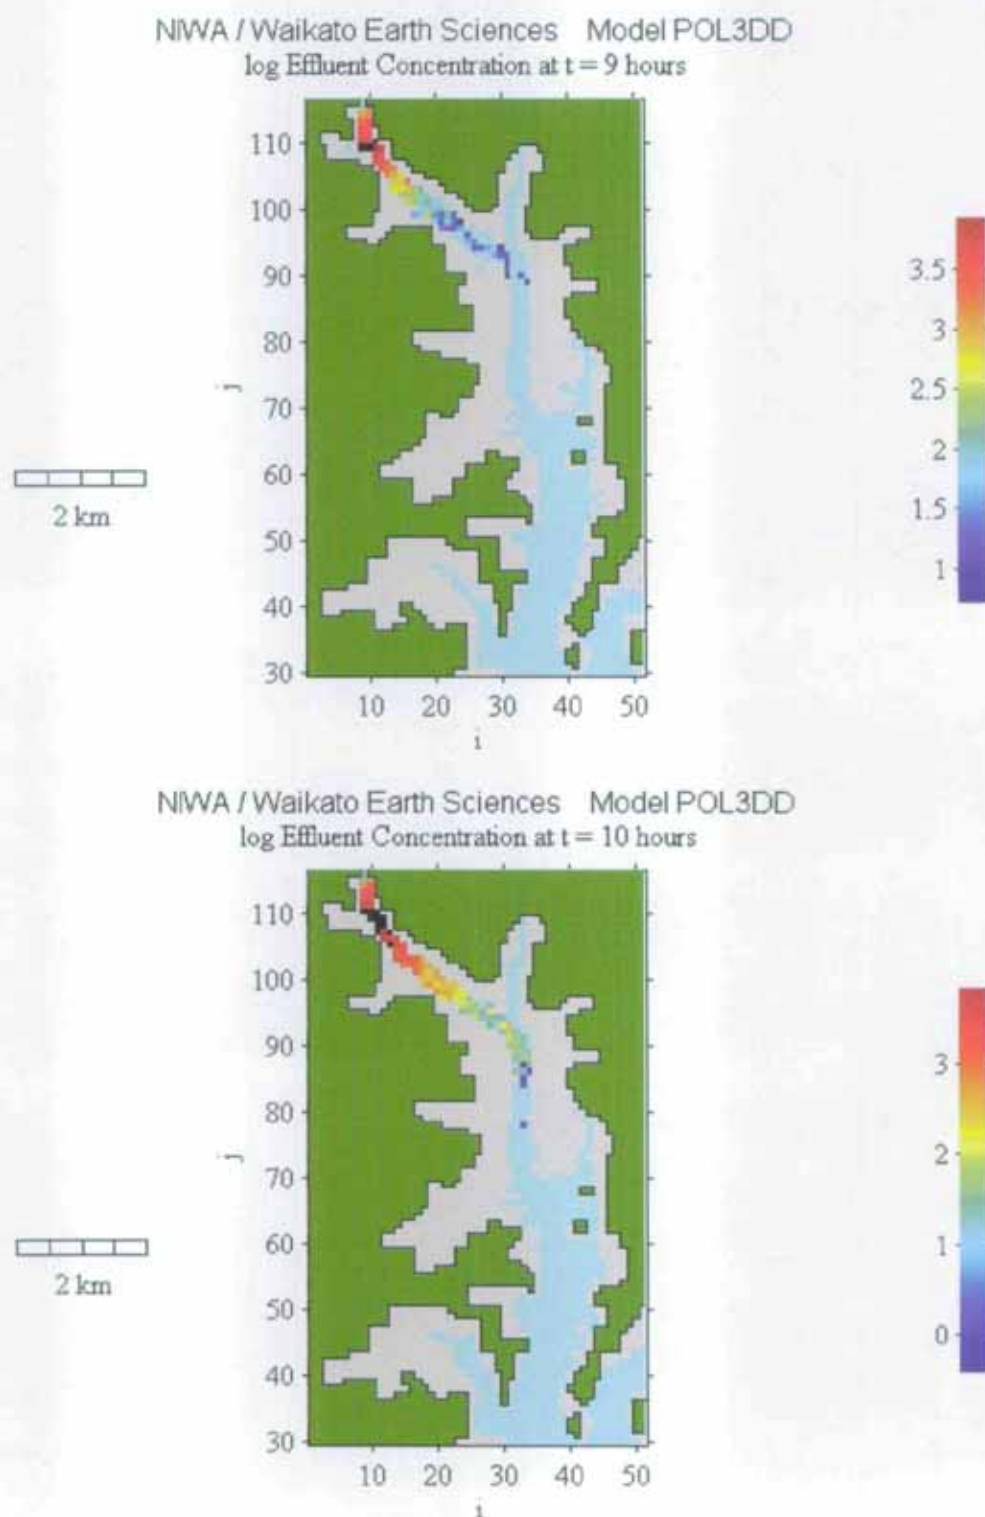 NIWA / Waikato Earth Sciences Model POL3DD
log Effluent Concentration at t = 9 hours
110
100
90
80
70
60
50
40
30
j
10 20 30 40 50
i
2 km
3.5
3
2.5
2
1.5
1
NIWA / Waikato Earth Sciences Model POL3DD
log Effluent Concentration at t = 10 hours
110
100
90
80
70
60
50
40
30
j
10 20 30 40 50
i
2 km
3
2
1
0